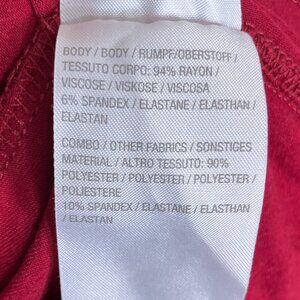 BODY / BODY / RUMPF/OBERSTOFF /
TESSUTO CORPO: 94% RAYON /
VISCOSE / VISKOSE / VISCOSA
6% SPANDEX / ELASTANE / ELASTHAN /
ELASTAN
COMBO / OTHER FABRICS / SONSTIGES
MATERIAL / ALTRO TESSUTO: 90%
POLYESTER / POLYESTER / POLYESTER /
POLIESTERE
10% SPANDEX / ELASTANE / ELASTHAN
/ ELASTAN